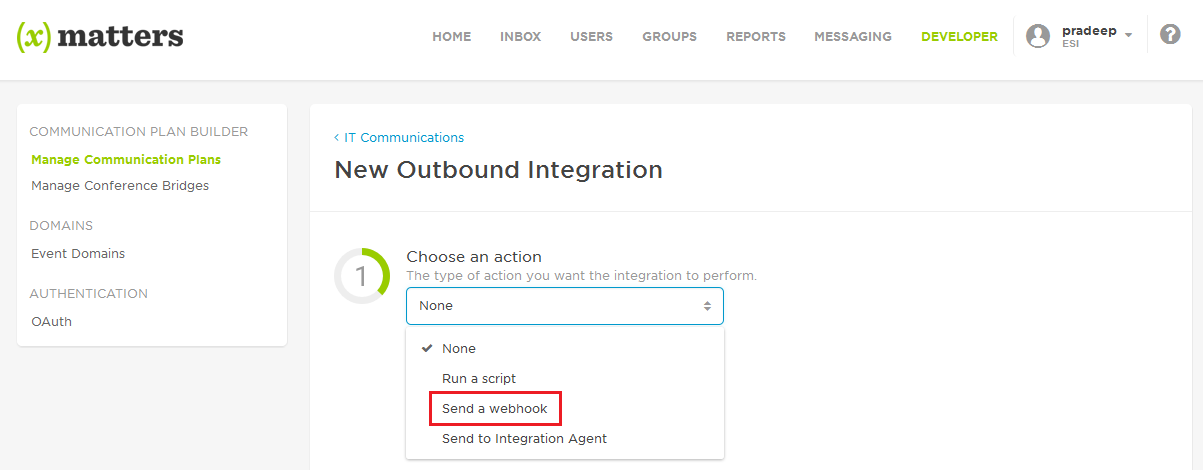 (x) matters
HOME INBOX USERS GROUPS REPORTS MESSAGING DEVELOPER pradeep
ESI
?
COMMUNICATION PLAN BUILDER
Manage Communication Plans
Manage Conference Bridges
DOMAINS
Event Domains
AUTHENTICATION
OAuth
‹ IT Communications
New Outbound Integration
1
Choose an action
The type of action you want the integration to perform.
None
None
Run a script
Send a webhook
Send to Integration Agent